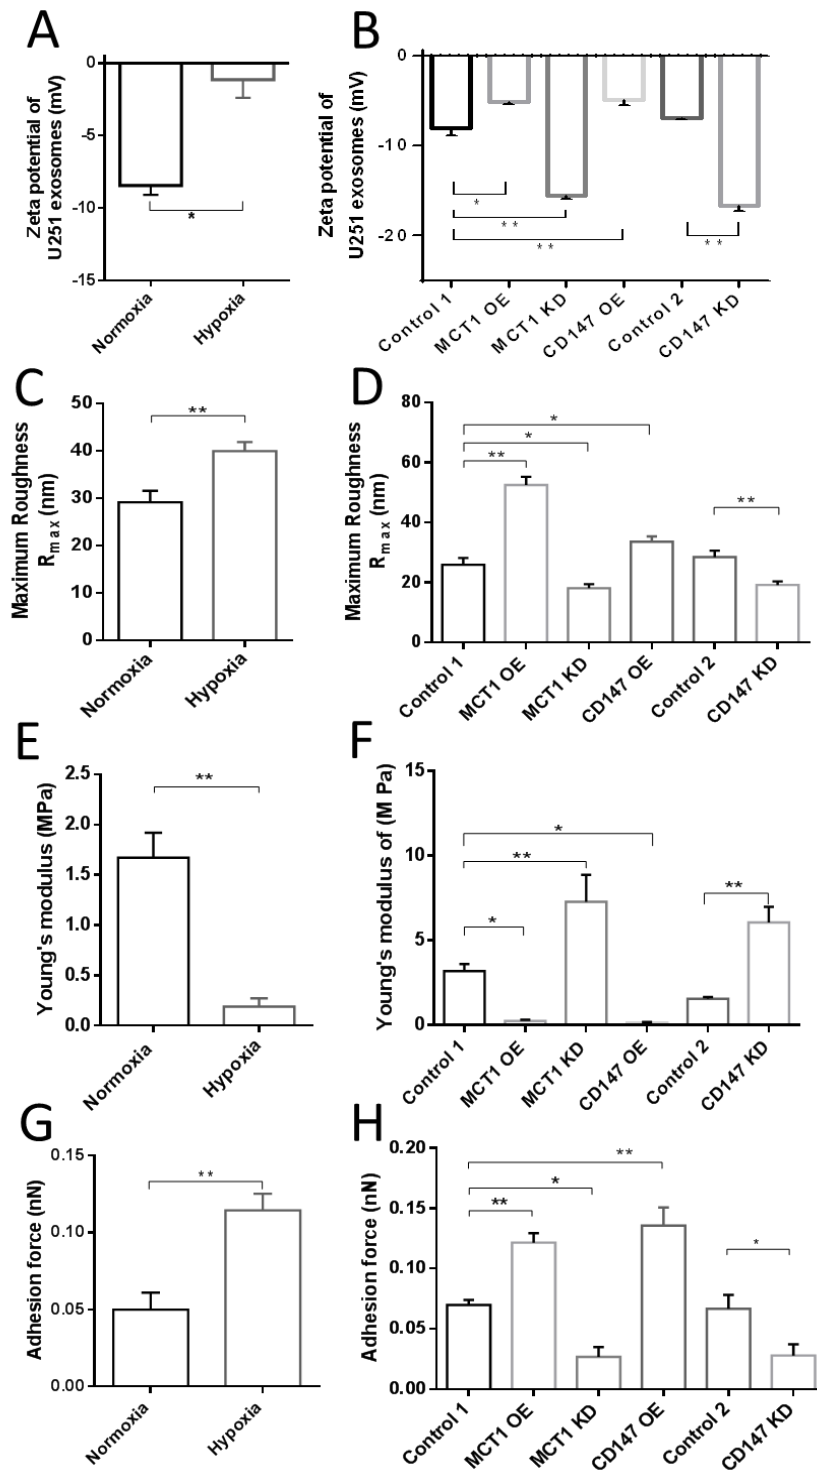 A
Zeta potential of
U251 exosomes (mV)
0
-5
-10
-15
*
Normoxia
Hypoxia
B
Zeta potential of
U251 exosomes (mV)
0
-10
-20
*
**
**
**
Control 1
MCT1 OE
MCT1 KD
CD147 OE
Control 2
CD147 KD
C
Maximum Roughness
Rmax (nm)
50
40
30
20
10
0
**
Normoxia
Hypoxia
D
Maximum Roughness
Rmax (nm)
80
60
40
20
0
*
*
**
**
Control 1
MCT1 OE
MCT1 KD
CD147 OE
Control 2
CD147 KD
E
Young's modulus (MPa)
2.5
2.0
1.5
1.0
0.5
0.0
**
Normoxia
Hypoxia
F
Young's modulus of (M Pa)
15
10
5
0
*
**
*
**
Control 1
MCT1 OE
MCT1 KD
CD147 OE
Control 2
CD147 KD
G
Adhesion force (nN)
0.15
0.10
0.05
0.00
**
Normoxia
Hypoxia
H
Adhesion force (nN)
0.20
0.15
0.10
0.05
0.00
**
*
**
*
Control 1
MCT1 OE
MCT1 KD
CD147 OE
Control 2
CD147 KD